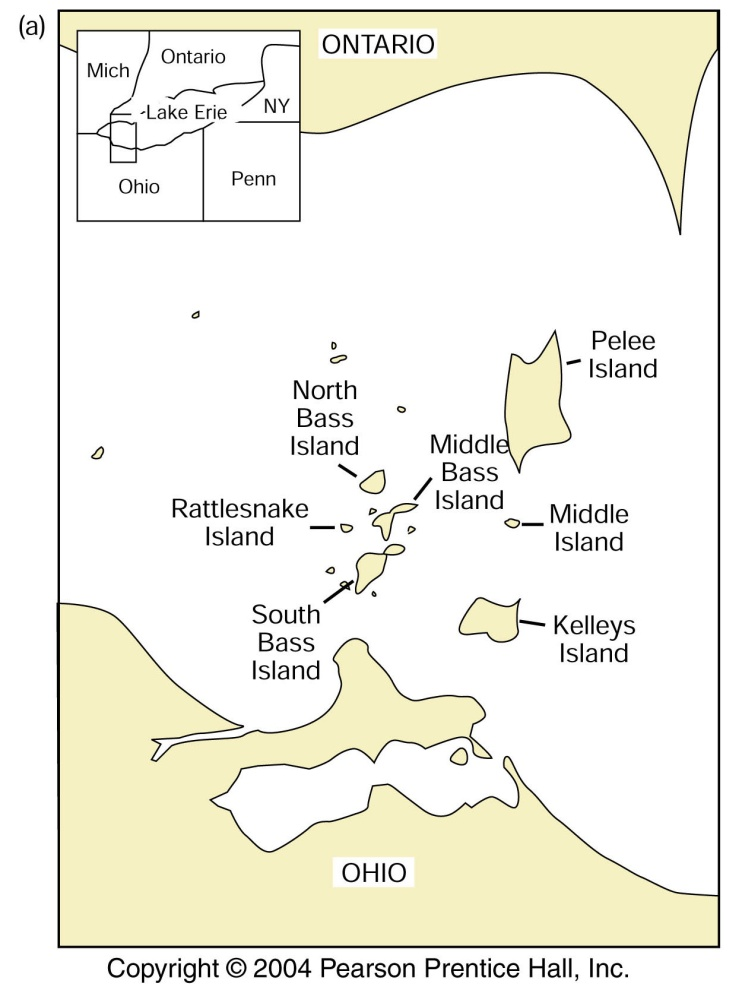 (a)
ONTARIO
Mich
Ontario
Lake Erie
NY
Ohio
Penn
Pelee
Island
North
Bass
Island
Middle
Bass
Island
Rattlesnake
Island
Middle
Island
South
Bass
Island
Kelleys
Island
OHIO
Copyright © 2004 Pearson Prentice Hall, Inc.